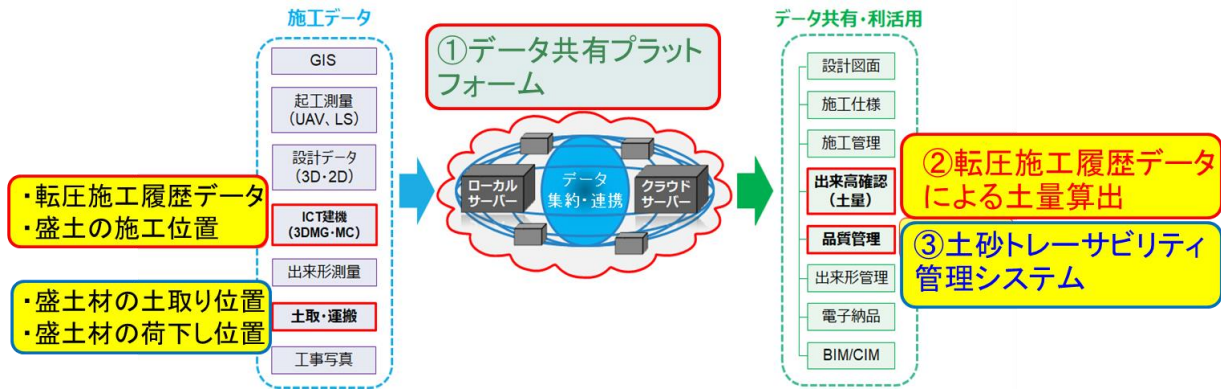 施工データ
GIS
起工測量
(UAV、LS)
設計データ
(3D・2D)
ICT建機
(3DMG・MC)
出来形測量
土取・運搬
工事写真
・転圧施工履歴データ
・盛土の施工位置
・盛土材の土取り位置
・盛土材の荷下し位置
①データ共有プラット
フォーム
ローカル
サーバー
データ
集約・連携
クラウド
サーバー
データ共有・利活用
設計図面
施工仕様
施工管理
出来高確認
(土量)
品質管理
出来形管理
電子納品
BIM/CIM
②転圧施工履歴データ
による土量算出
③土砂トレーサビリティ
管理システム